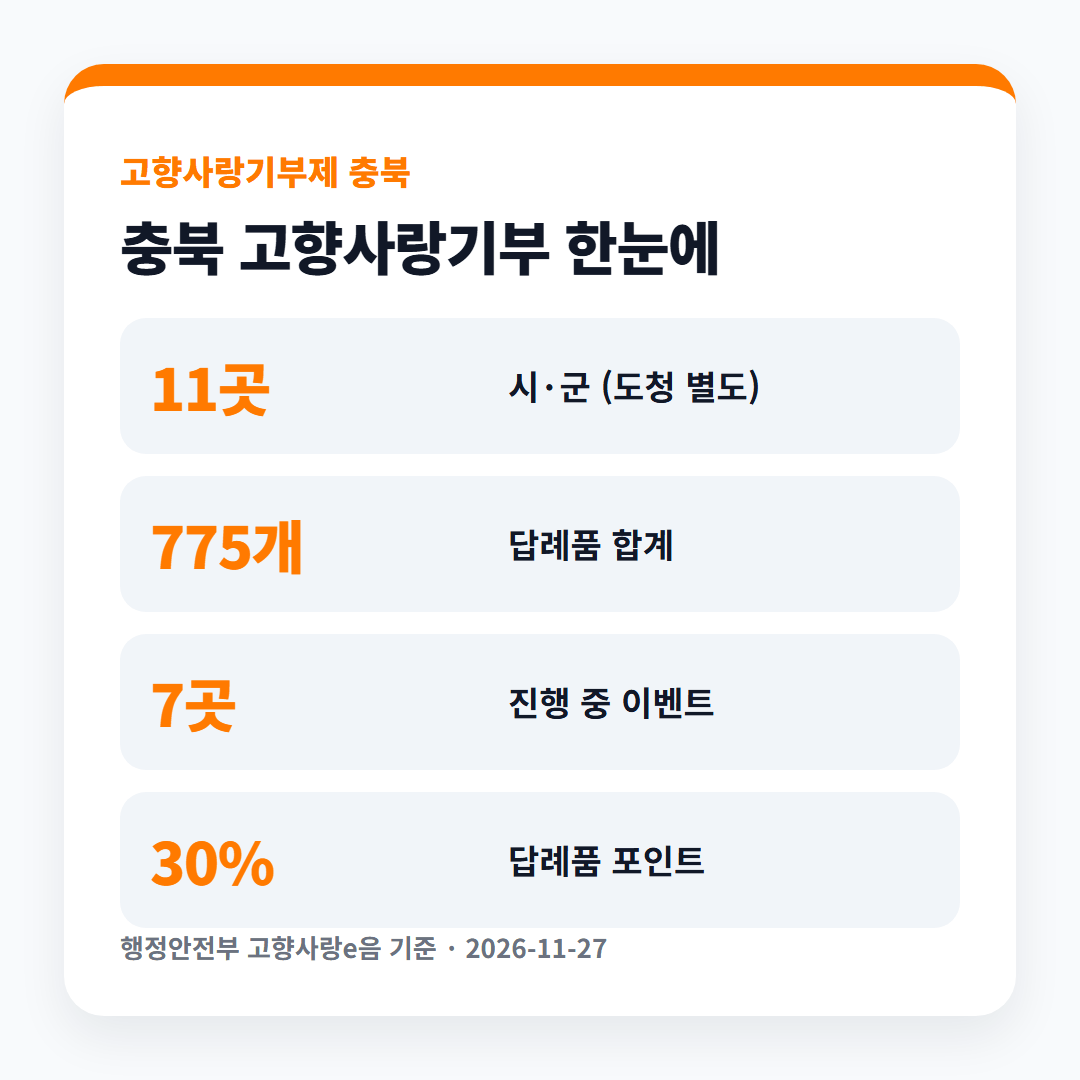 고향사랑기부제 충북
충북 고향사랑기부 한눈에
11곳 시·군 (도청 별도)
775개 답례품 합계
7곳 진행 중 이벤트
30% 답례품 포인트
행정안전부 고향사랑e음 기준 · 2026-11-27